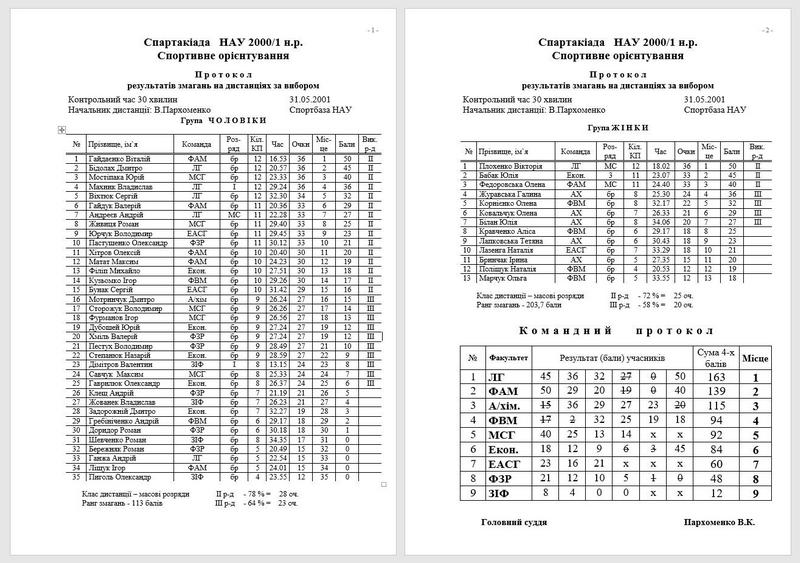 - 1 -
Спартакіада НАУ 2000/1 н.р.
Спортивне орієнтування
Протокол
результатів змагань на дистанціях за вибором
Контрольний час 30 хвилин 31.05.2001
Начальник дистанції: В.Пархоменко Спортбаза НАУ
Група ЧОЛОВІКИ
№ Прізвище, ім'я Команда Роз-ряд Кіл. КП Час Очки Міс-це Бали Вик. р-д
1 Гайдаєнко Віталій ФАМ бр 12 16.53 36 1 50 II
2 Бідолах Дмитро ЛГ бр 12 20.57 36 2 45 II
3 Мостіпака Юрій МСГ бр 12 23.33 36 3 40 II
4 Махник Владислав ЛГ I 12 29.24 36 4 36 II
5 Віхтюк Сергій ЛГ бр 12 32.30 34 5 32 II
6 Гайдук Валерій ФАМ бр 11 20.36 33 6 29 II
7 Андреєв Андрій ЛГ МС 11 22.28 33 7 27 II
8 Живиця Роман МСГ бр 11 29.40 33 8 25 II
9 Юрчук Володимир ЕАСГ бр 11 29.45 33 9 23 II
10 Пастушенко Олександр ФЗР бр 11 30.12 33 10 21 II
11 Хітров Олексій ФАМ бр 10 20.40 30 11 20 II
12 Матат Максим ФАМ бр 10 24.23 30 12 19 II
13 Філіп Михайло Екон. бр 10 27.51 30 13 18 II
14 Кузьомко Ігор ФВМ бр 10 29.26 30 14 17 II
15 Бунак Сергій ЕАСГ бр 10 31.42 29 15 16 II
16 Мотринчук Дмитро А/хім бр 9 26.24 27 16 15 III
17 Сторожук Володимир МСГ бр 9 26.26 27 17 14 III
18 Фурманов Ігор МСГ бр 9 26.56 27 18 13 III
19 Дубошей Юрій Екон. бр 9 27.24 27 19 12 III
20 Хміль Валерій ФЗР бр 9 27.24 27 19 12 III
21 Пестух Володимир ФЗР бр 9 28.49 27 21 10 III
22 Степанюк Назарій Екон. бр 9 28.59 27 22 9 III
23 Дімітров Валентин ЗІФ I 8 13.15 24 23 8 III
24 Савчук Максим МСГ бр 8 25.33 24 24 7 III
25 Гаврилюк Олександр Екон. бр 8 26.37 24 25 6 III
26 Клец Андрій ФЗР бр 7 21.19 21 26 5
27 Жованек Владислав ЗІФ бр 7 26.23 21 27 4
28 Задорожній Дмитро Екон. бр 7 32.27 19 28 3
29 Гребініченко Андрій ФВМ бр 6 29.17 18 29 2
30 Доридор Роман ФЗР бр 6 30.18 18 30 1
31 Шевченко Роман ЗІФ бр 8 34.35 17 31 0
32 Бережняк Роман ФЗР бр 5 20.49 15 32 0
33 Ганжа Андрій ЛГ бр 5 22.54 15 33 0
34 Ліщук Ігор ФАМ бр 5 24.01 15 34 0
35 Пиголь Олександр ЗІФ бр 4 23.55 12 35 0
Клас дистанції – масові розряди II р-д - 78 % = 28 оч.
Ранг змагань - 113 балів III р-д - 64 % = 23 оч.
- 2 -
Спартакіада НАУ 2000/1 н.р.
Спортивне орієнтування
Протокол
результатів змагань на дистанціях за вибором
Контрольний час 30 хвилин 31.05.2001
Начальник дистанції: В.Пархоменко Спортбаза НАУ
Група ЖІНКИ
№ Прізвище, ім'я Команда Роз-ряд Кіл. КП Час Очки Міс-це Бали Вик. р-д
1 Плохенко Вікторія ЛГ МС 12 18.02 36 1 50 II
2 Бабак Юлія Екон. 3 11 23.07 33 2 45 II
3 Федоровська Олена ФАМ МС 11 24.40 33 3 40 II
4 Журавська Галина АХ бр 8 25.30 24 4 36 III
5 Корнієнко Олена ФВМ бр 8 32.17 22 5 32 III
6 Ковальчук Олена АХ бр 7 26.33 21 6 29 III
7 Білан Юлія АХ бр 8 34.06 20 7 27 III
8 Кравченко Аліса ФВМ бр 6 29.17 18 8 25
9 Лапковська Тетяна АХ бр 6 30.43 18 9 23
10 Лазенга Наталія ЕАСГ бр 7 33.29 18 10 21
11 Бринчак Ірина АХ бр 5 27.35 15 11 20
12 Поліщук Наталія ФВМ бр 4 20.53 12 12 19
13 Марчук Ольга ФВМ бр 5 33.55 12 13 18
Клас дистанції – масові розряди II р-д - 72 % = 25 оч.
Ранг змагань - 203,7 балів III р-д - 58 % = 20 оч.
Командний протокол
№ Факультет Результат (бали) учасників Сума 4-х балів Місце
1 ЛГ 45 36 32 27 0 50 163 1
2 ФАМ 50 29 20 19 0 40 139 2
3 А/хім. 15 36 29 27 23 20 115 3
4 ФВМ 17 2 32 25 19 18 94 4
5 МСГ 40 25 13 14 х х 92 5
6 Екон. 18 12 9 6 3 45 84 6
7 ЕАСГ 23 16 21 х х х 60 7
8 ФЗР 21 12 10 5 1 0 48 8
9 ЗІФ 8 4 0 0 х х 12 9
Головний суддя Пархоменко В.К.